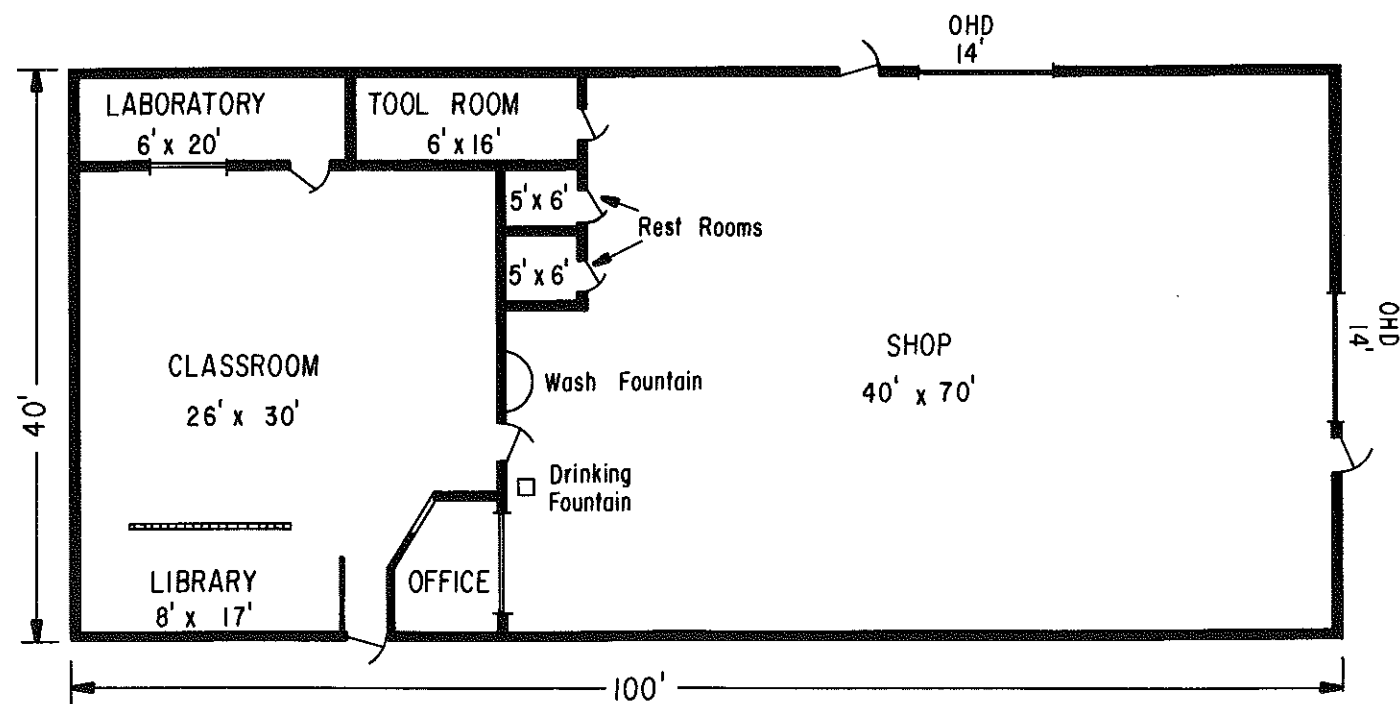 OHD
14'
LABORATORY
6' x 20'
TOOL ROOM
6' x 16'
5' x 6'
Rest Rooms
5' x 6'
OHD
14'
SHOP
40' x 70'
CLASSROOM
26' x 30'
Wash Fountain
40'
Drinking
Fountain
LIBRARY
8' x 17'
OFFICE
100'